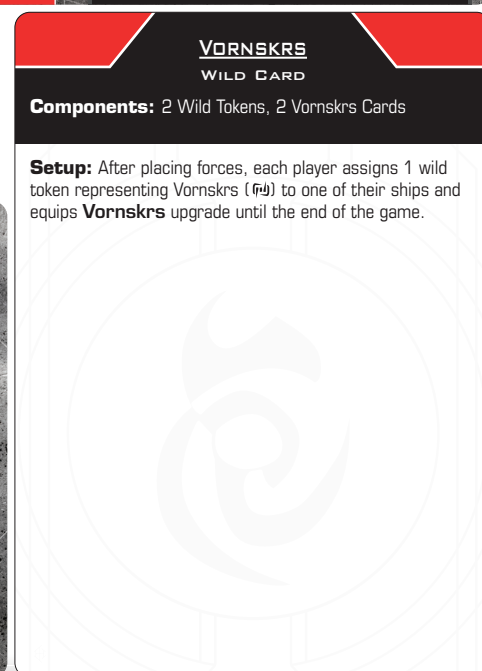 Vornskrs
Wild Card
Components: 2 Wild Tokens, 2 Vornskrs Cards
Setup: After placing forces, each player assigns 1 wild
token representing Vornskrs ( ) to one of their ships and
equips Vornskrs upgrade until the end of the game.